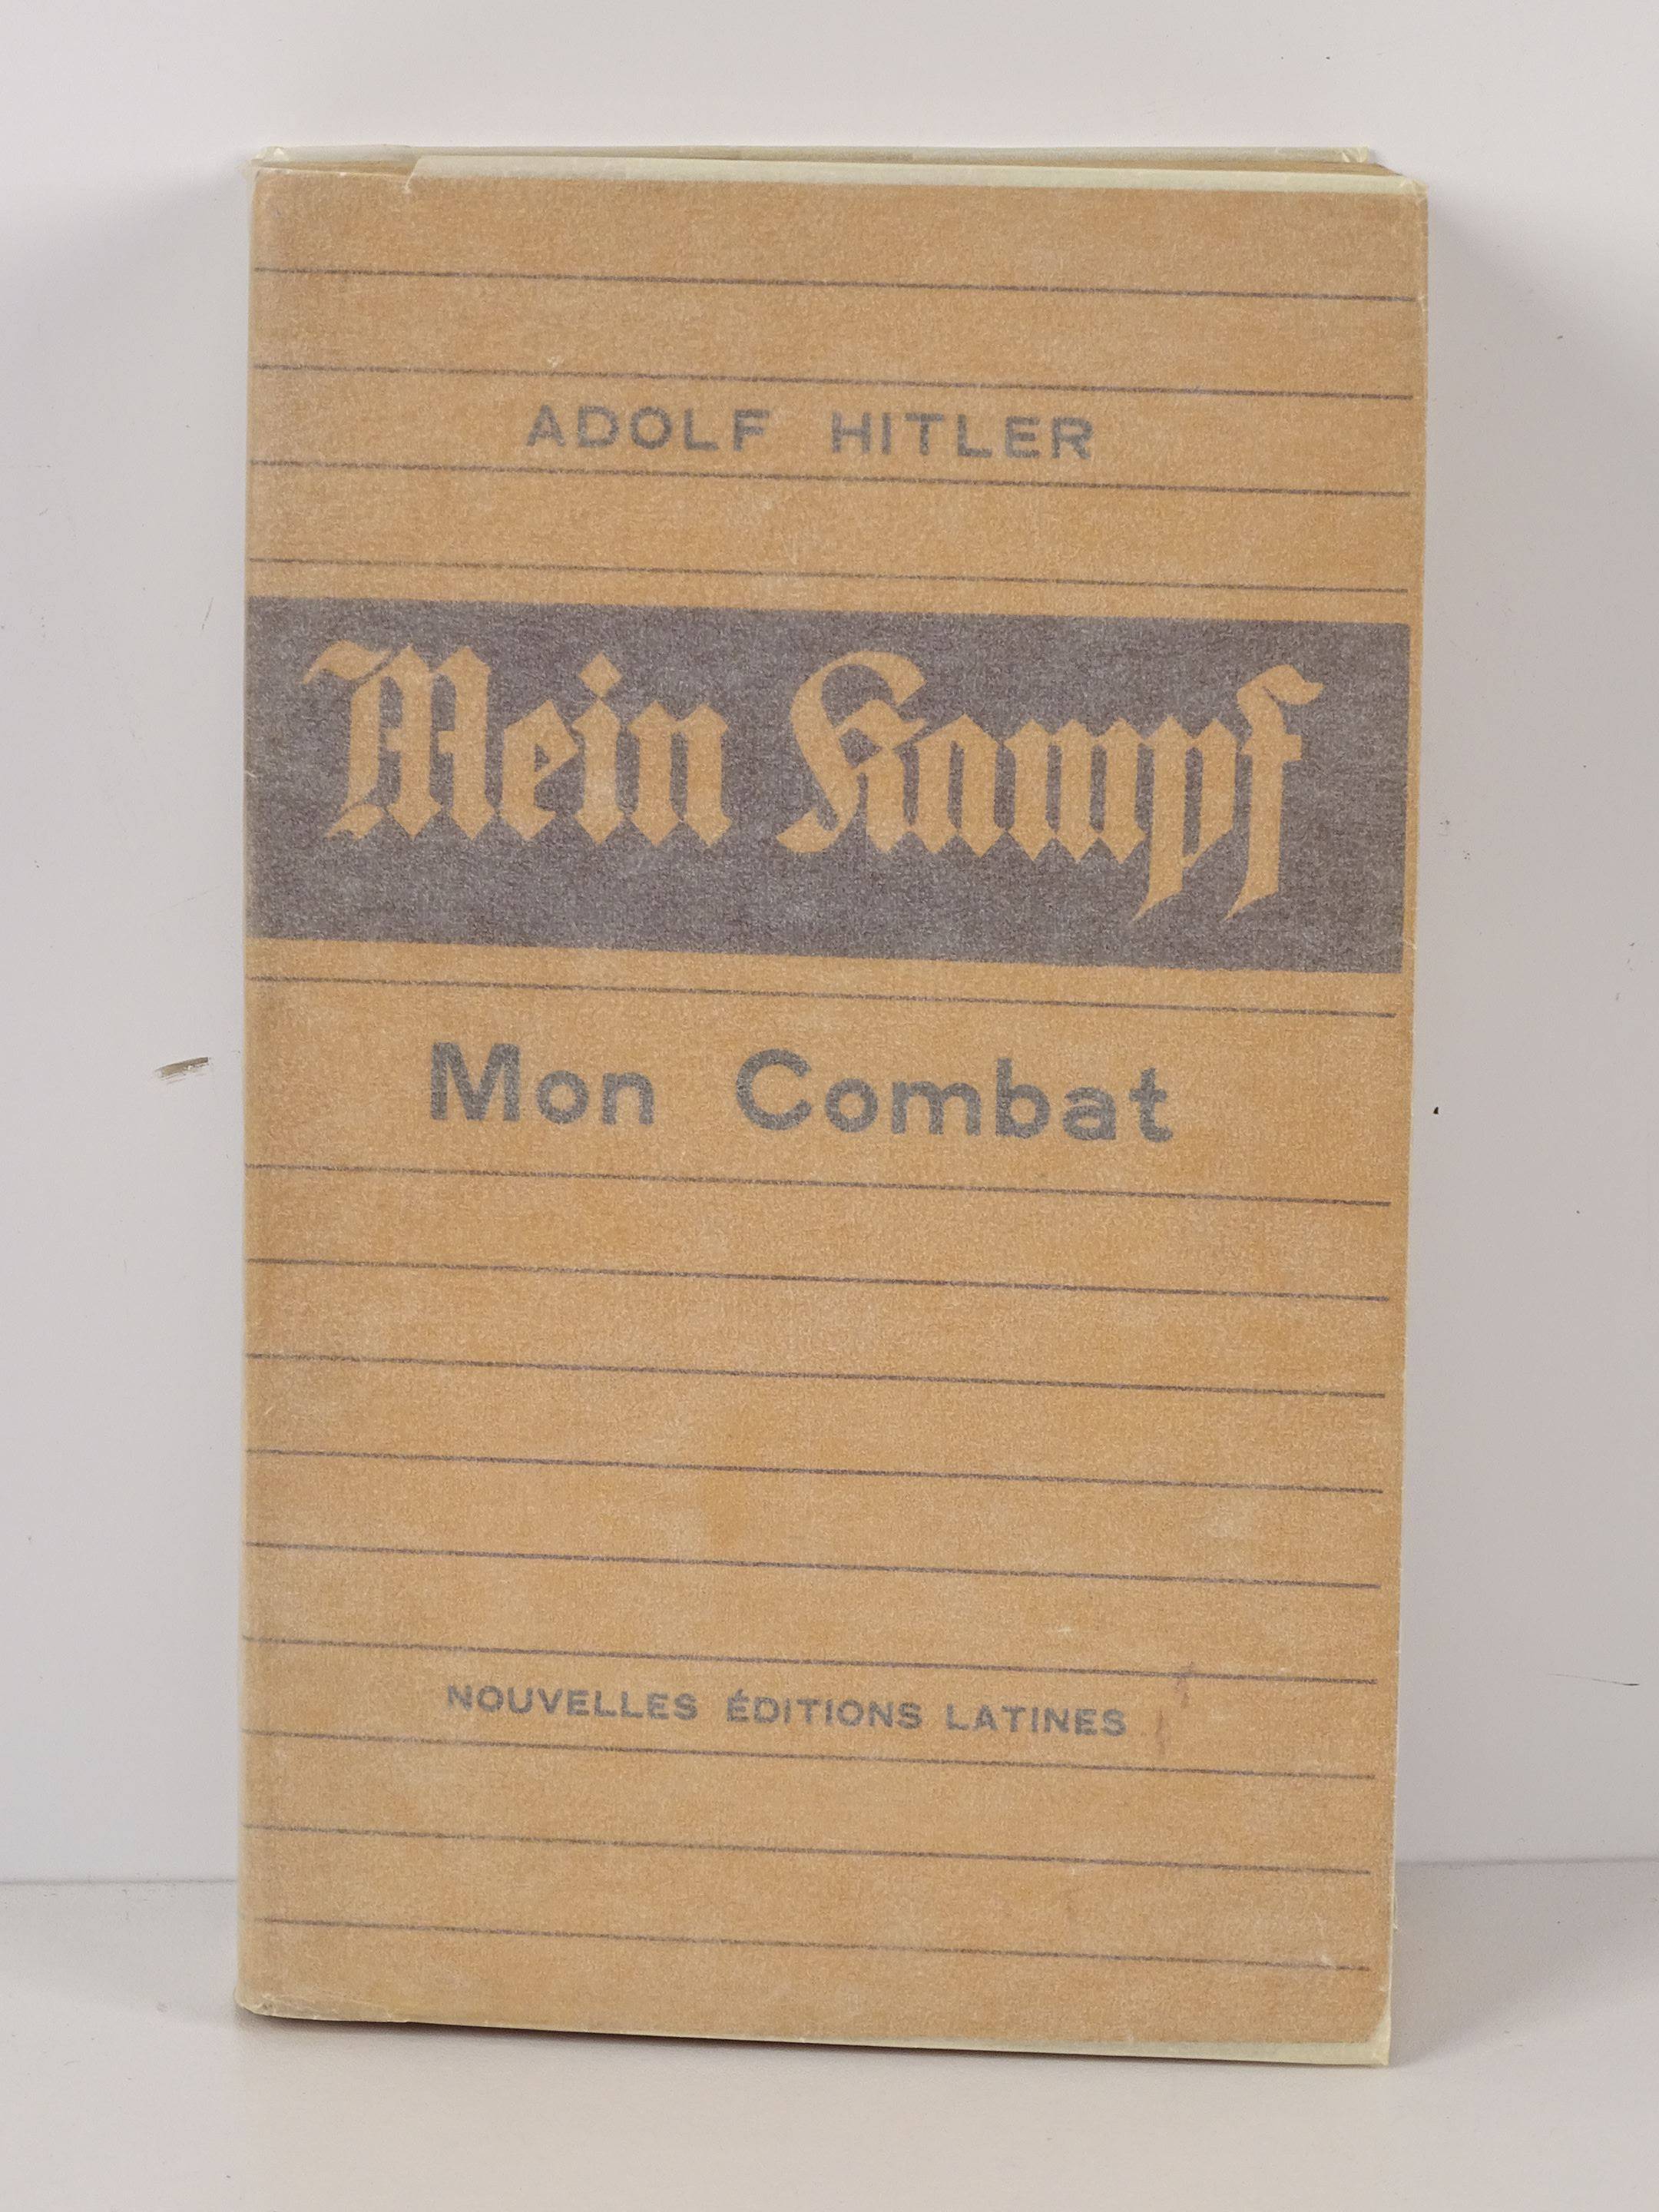 ADOLF HITLER
Mein Kampf
Mon Combat
NOUVELLES ÉDITIONS LATINES